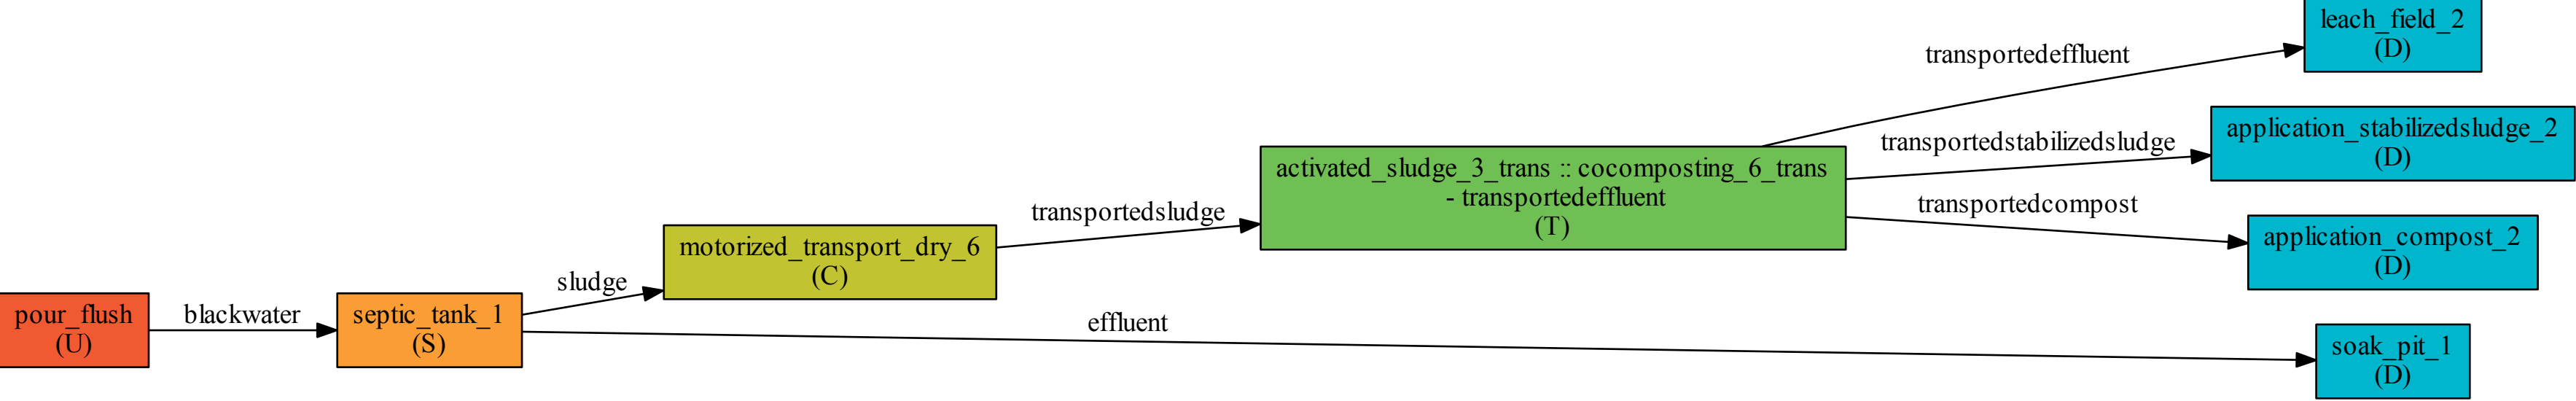 pour_flush
(U)
blackwater
septic_tank_1
(S)
sludge
motorized_transport_dry_6
(C)
transportedsludge
activated_sludge_3_trans :: cocomposting_6_trans
- transportedeffluent
(T)
transportedeffluent
leach_field_2
(D)
transportedstabilizedsludge
application_stabilizedsludge_2
(D)
transportedcompost
application_compost_2
(D)
effluent
soak_pit_1
(D)